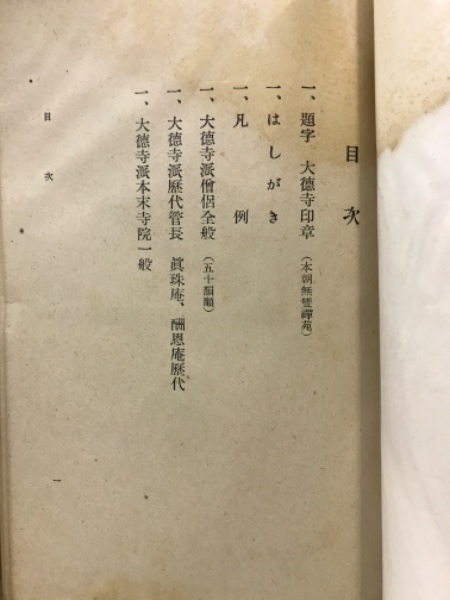 目次
一、題字　大德寺印章（本朝無雙禪苑）
一、はしがき
一、凡例
一、大德寺派僧侶全般（五十韻順）
一、大德寺派歷代管長　眞珠庵、酬恩庵歷代
一、大德寺派本末寺院一般
目次
一